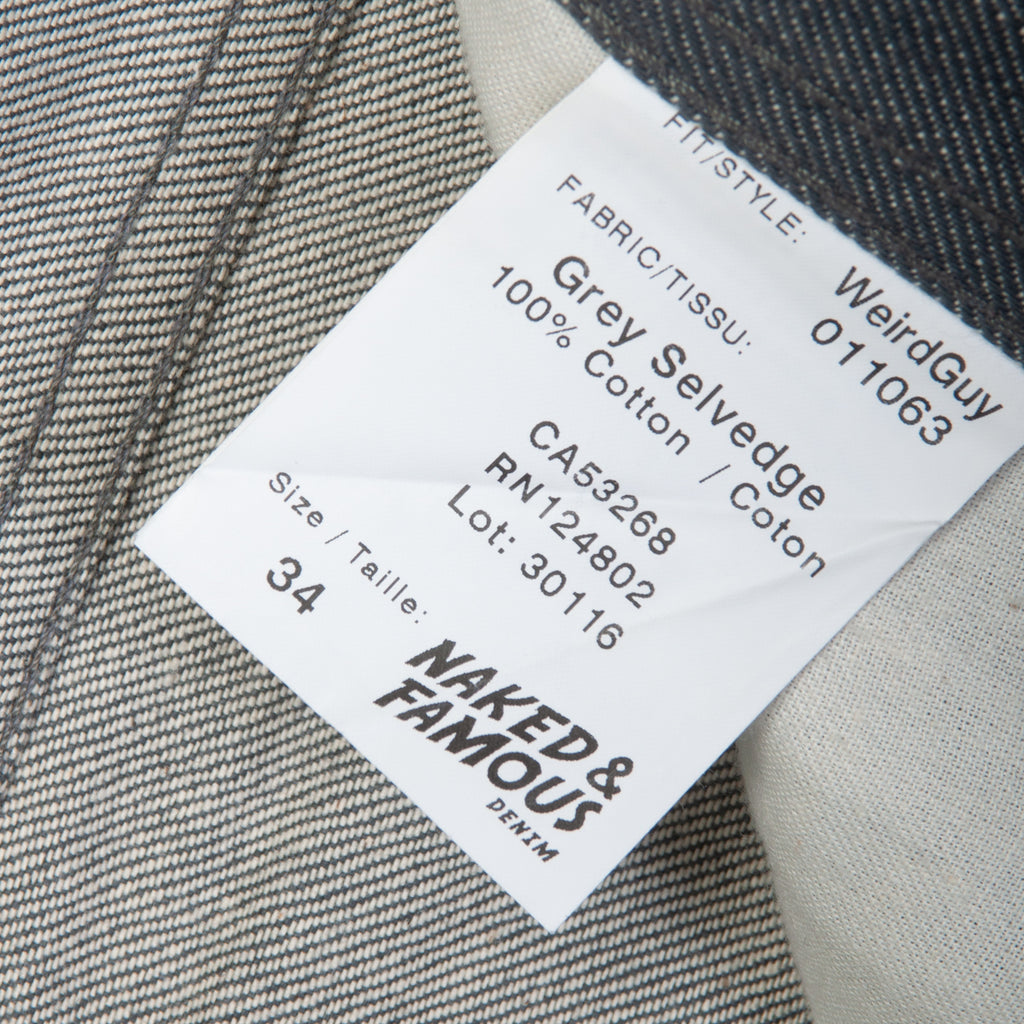 FIT/STYLE:
WeirdGuy
011063
FABRIC/TISSU:
Grey Selvedge
100% Cotton / Coton
CA53268
RN124802
Lot: 30116
Size / Taille:
34
NAKED &
FAMOUS
DENIM